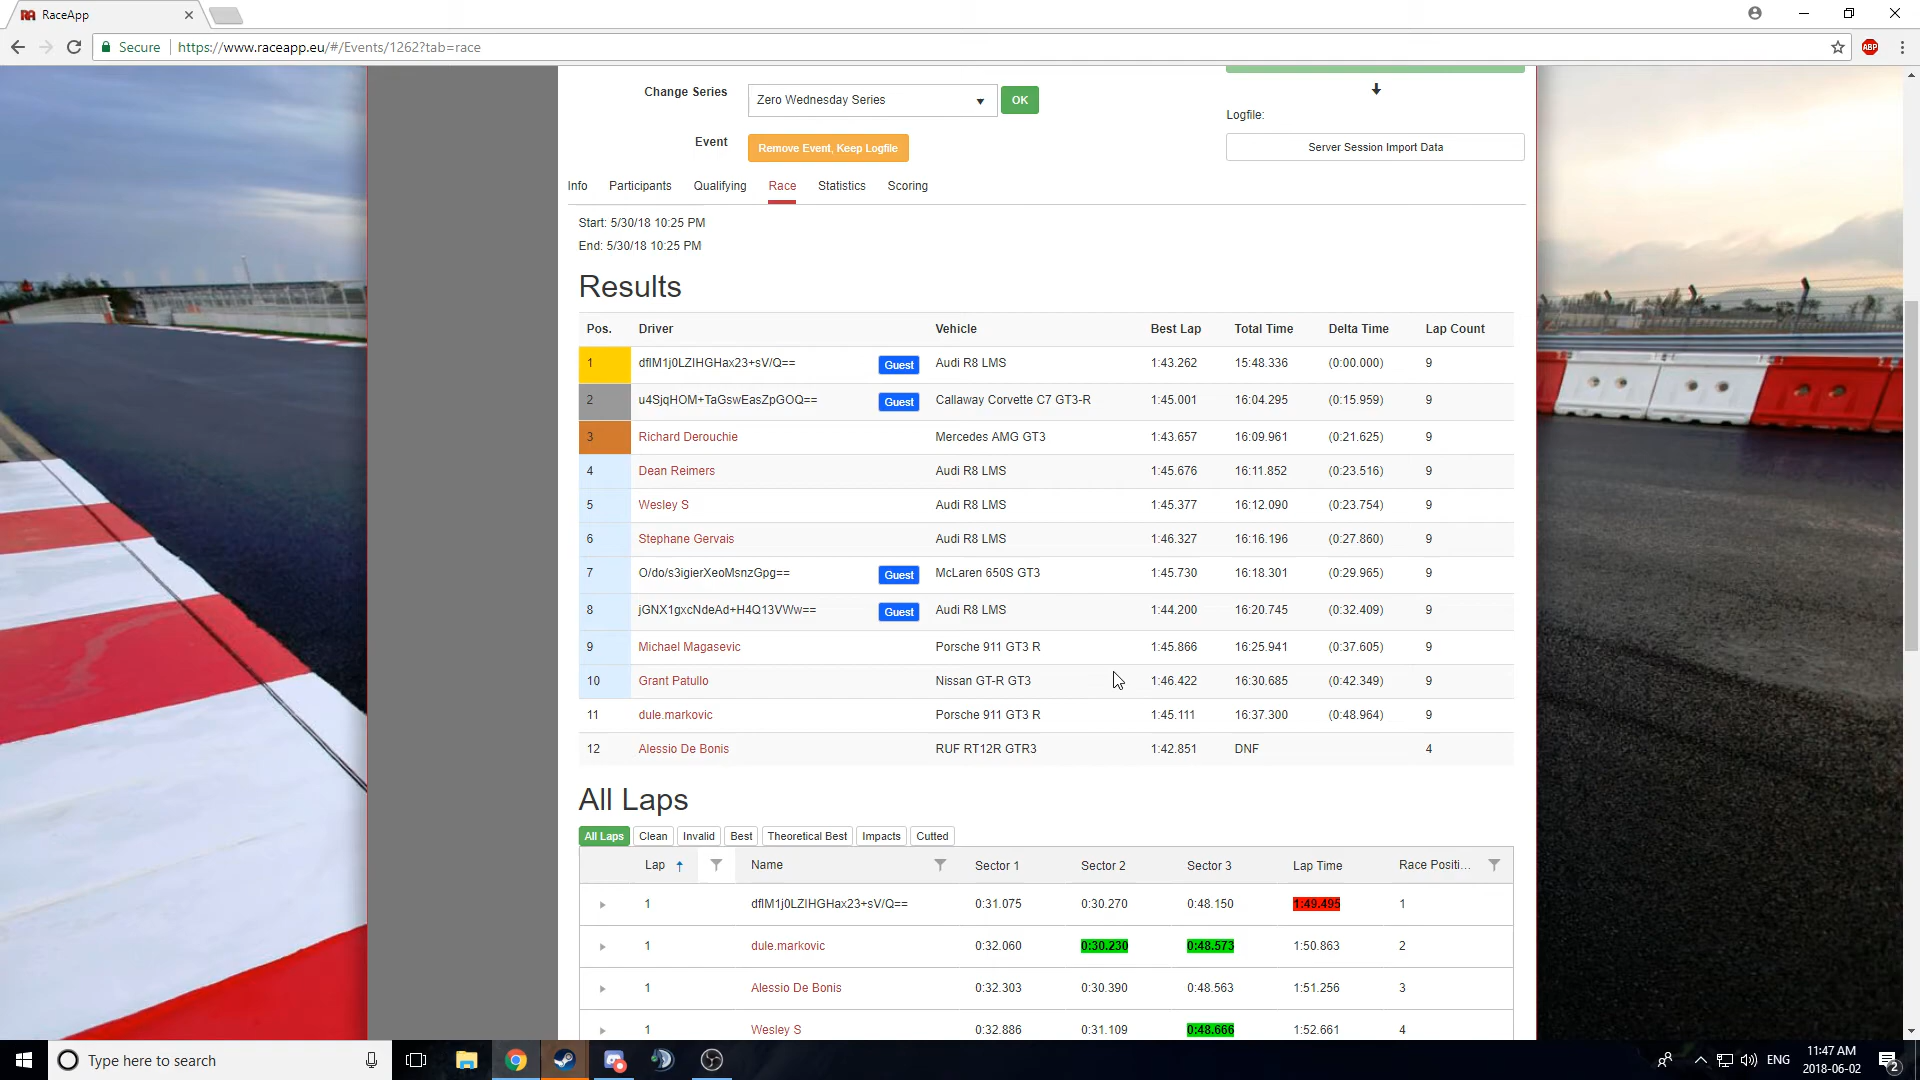 RaceApp
Secure https://www.raceapp.eu/#/Events/1262?tab=race
ABP
Change Series Zero Wednesday Series OK
Logfile:
Event Remove Event, Keep Logfile Server Session Import Data
Info Participants Qualifying Race Statistics Scoring
Start: 5/30/18 10:25 PM
End: 5/30/18 10:25 PM
Results
Pos. Driver Vehicle Best Lap Total Time Delta Time Lap Count
1 dflM1j0LZIHGHax23+sV/Q== Guest Audi R8 LMS 1:43.262 15:48.336 (0:00.000) 9
2 u4SjqHOM+TaGswEasZpGOQ== Guest Callaway Corvette C7 GT3-R 1:45.001 16:04.295 (0:15.959) 9
3 Richard Derouchie Mercedes AMG GT3 1:43.657 16:09.961 (0:21.625) 9
4 Dean Reimers Audi R8 LMS 1:45.676 16:11.852 (0:23.516) 9
5 Wesley S Audi R8 LMS 1:45.377 16:12.090 (0:23.754) 9
6 Stephane Gervais Audi R8 LMS 1:46.327 16:16.196 (0:27.860) 9
7 O/do/s3igierXeoMsnzGpg== Guest McLaren 650S GT3 1:45.730 16:18.301 (0:29.965) 9
8 jGNX1gxcNdeAd+H4Q13VWw== Guest Audi R8 LMS 1:44.200 16:20.745 (0:32.409) 9
9 Michael Magasevic Porsche 911 GT3 R 1:45.866 16:25.941 (0:37.605) 9
10 Grant Patullo Nissan GT-R GT3 1:46.422 16:30.685 (0:42.349) 9
11 dule.markovic Porsche 911 GT3 R 1:45.111 16:37.300 (0:48.964) 9
12 Alessio De Bonis RUF RT12R GTR3 1:42.851 DNF 4
All Laps
All Laps Clean Invalid Best Theoretical Best Impacts Cutted
Lap Name Sector 1 Sector 2 Sector 3 Lap Time Race Positi...
1 dflM1j0LZIHGHax23+sV/Q== 0:31.075 0:30.270 0:48.150 1:49.495 1
1 dule.markovic 0:32.060 0:30.230 0:48.573 1:50.863 2
1 Alessio De Bonis 0:32.303 0:30.390 0:48.563 1:51.256 3
1 Wesley S 0:32.886 0:31.109 0:48.666 1:52.661 4
Type here to search
ENG 11:47 AM
2018-06-02
2